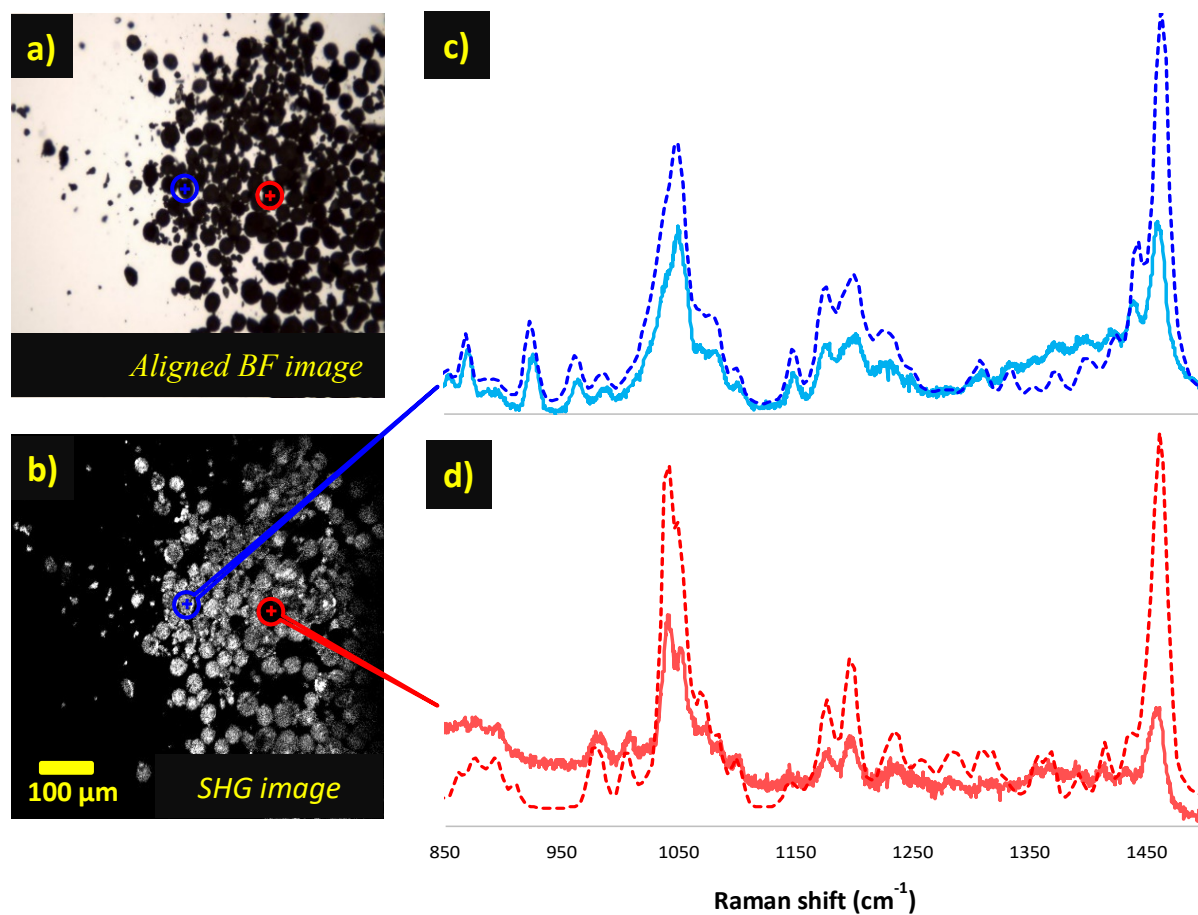 a)
Aligned BF image
b)
100 µm
SHG image
c)
d)
850 950 1050 1150 1250 1350 1450
Raman shift (cm⁻¹)